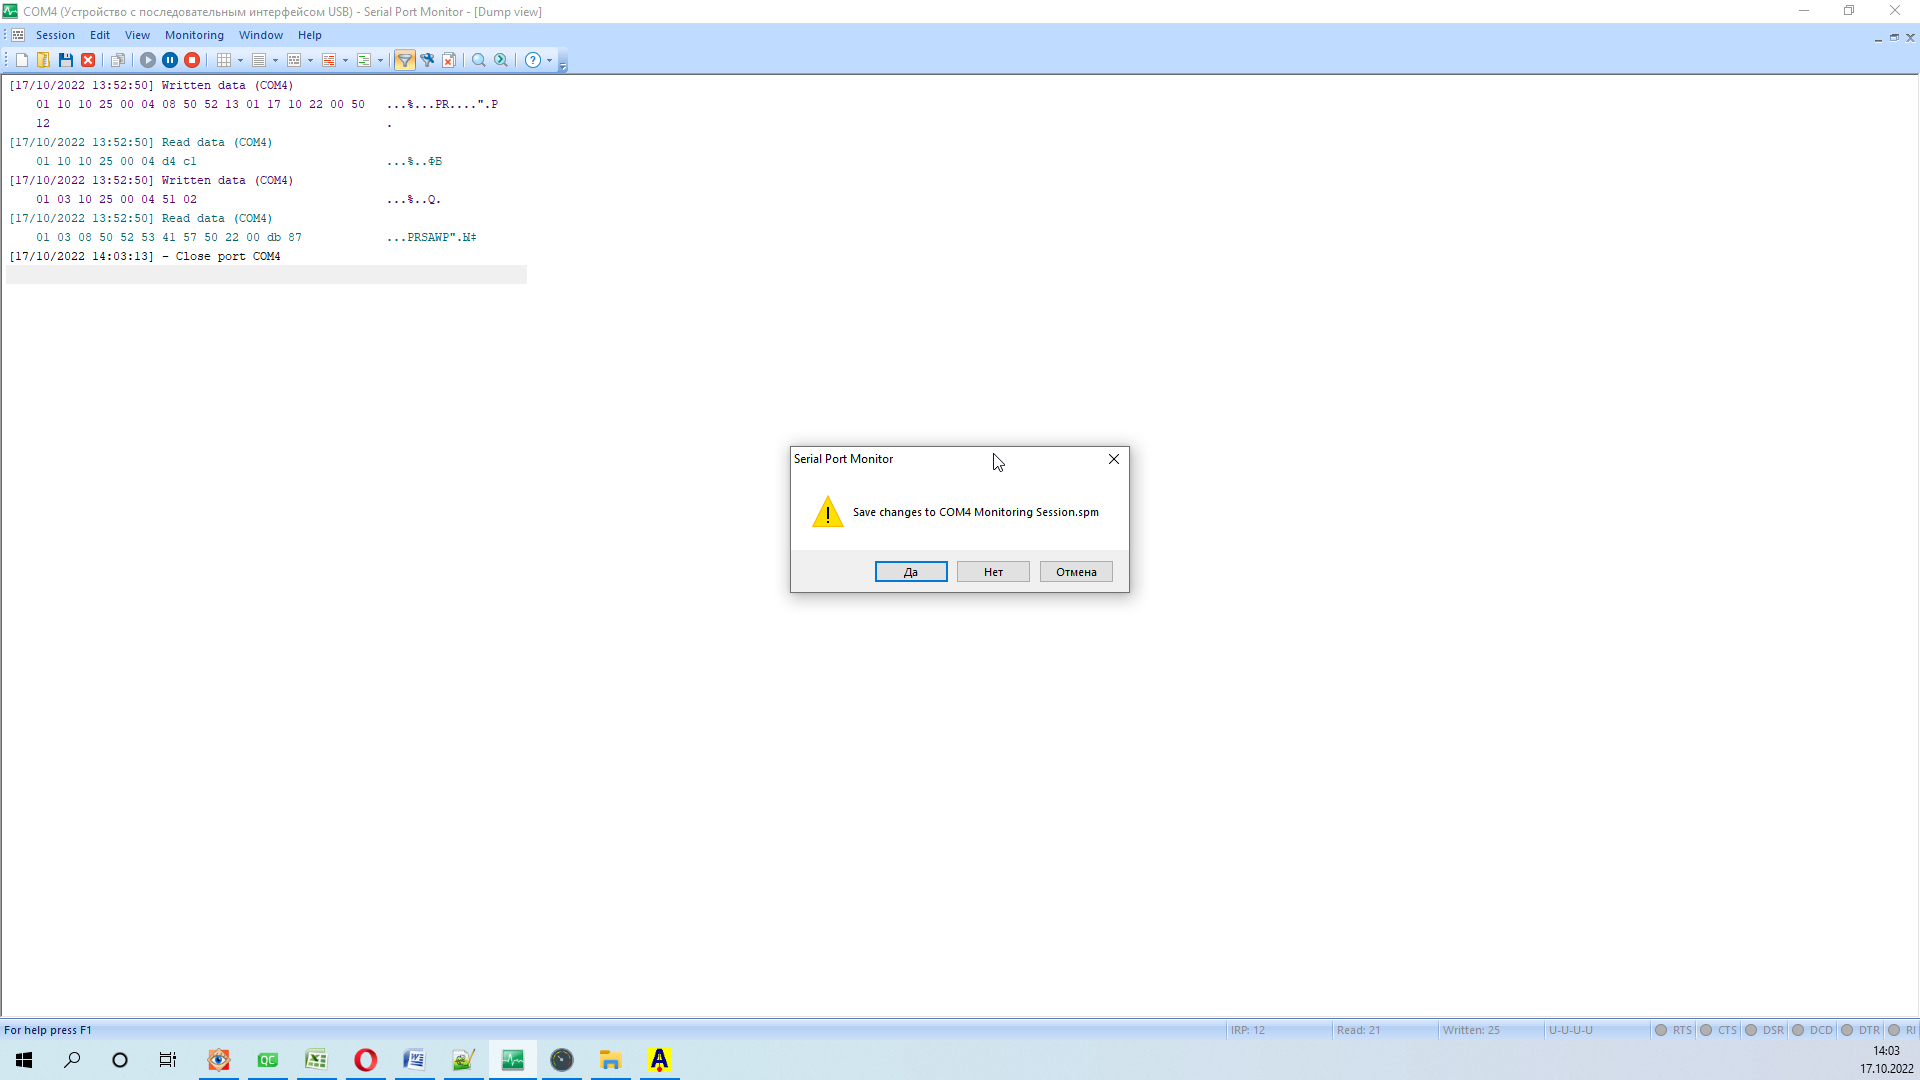 COM4 (Устройство с последовательным интерфейсом USB) - Serial Port Monitor - [Dump view]
Session Edit View Monitoring Window Help
[17/10/2022 13:52:50] Written data (COM4)
01 10 10 25 00 04 08 50 52 13 01 17 10 22 00 50 ...%...PR....".P
12 .
[17/10/2022 13:52:50] Read data (COM4)
01 10 10 25 00 04 d4 c1 ...%..ФБ
[17/10/2022 13:52:50] Written data (COM4)
01 03 10 25 00 04 51 02 ...%..Q.
[17/10/2022 13:52:50] Read data (COM4)
01 03 08 50 52 53 41 57 50 22 00 db 87 ...PRSAWP".Ы‡
[17/10/2022 14:03:13] - Close port COM4
Serial Port Monitor
Save changes to COM4 Monitoring Session.spm
Да Нет Отмена
For help press F1 IRP: 12 Read: 21 Written: 25 U-U-U-U RTS CTS DSR DCD DTR RI
QC
14:03
17.10.2022